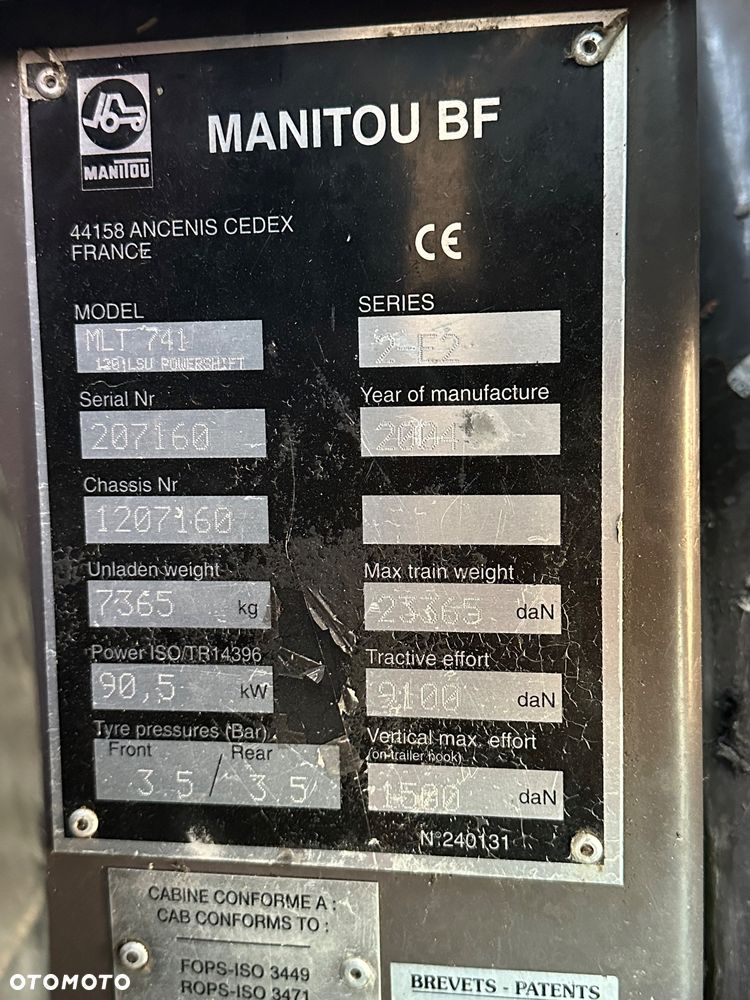 MANITOU
MANITOU BF
44158 ANCENIS CEDEX
FRANCE
CE
MODEL
MLT 741
120 LSU POWERSHIFT
SERIES
2-E2
Serial Nr
207160
Year of manufacture
2004
Chassis Nr
1207160
Unladen weight
7365 kg
Max train weight
23365 daN
Power ISO/TR14396
90,5 kW
Tractive effort
9100 daN
Tyre pressures (Bar)
Front Rear
3.5 / 3.5
Vertical max. effort
(on trailer hook)
1500 daN
N°240131
CABINE CONFORME A :
CAB CONFORMS TO :
FOPS-ISO 3449
ROPS-ISO 3471
BREVETS - PATENTS
OTOMOTO